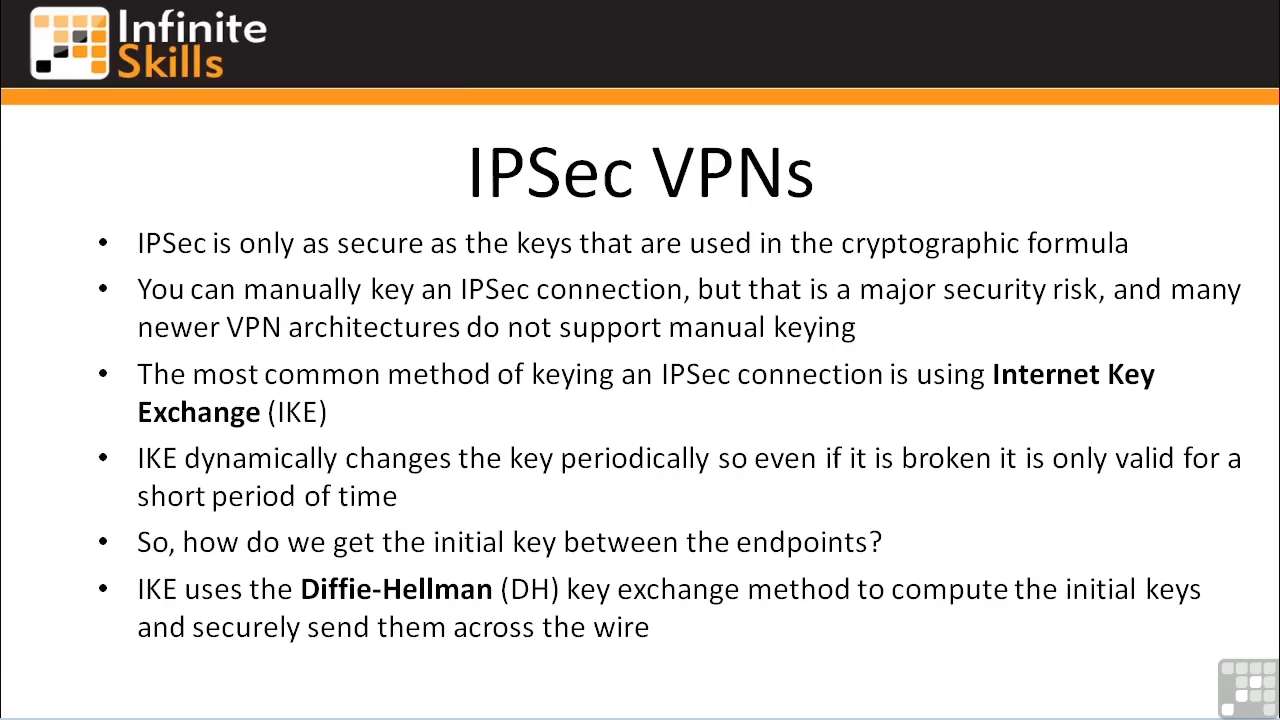 Infinite
Skills
IPSec VPNs
• IPSec is only as secure as the keys that are used in the cryptographic formula
• You can manually key an IPSec connection, but that is a major security risk, and many
newer VPN architectures do not support manual keying
• The most common method of keying an IPSec connection is using Internet Key
Exchange (IKE)
• IKE dynamically changes the key periodically so even if it is broken it is only valid for a
short period of time
• So, how do we get the initial key between the endpoints?
• IKE uses the Diffie-Hellman (DH) key exchange method to compute the initial keys
and securely send them across the wire